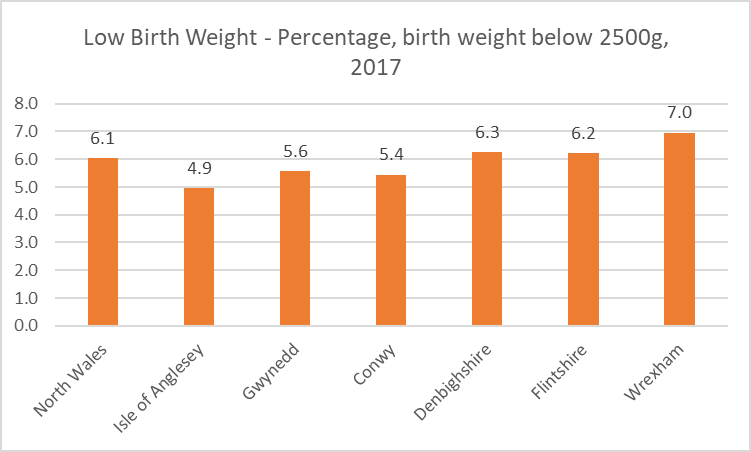 Low Birth Weight - Percentage, birth weight below 2500g,
2017
8.0
7.0
6.0
5.0
4.0
3.0
2.0
1.0
0.0
6.1
4.9
5.6
5.4
6.3
6.2
7.0
North Wales
Isle of Anglesey
Gwynedd
Conwy
Denbighshire
Flintshire
Wrexham